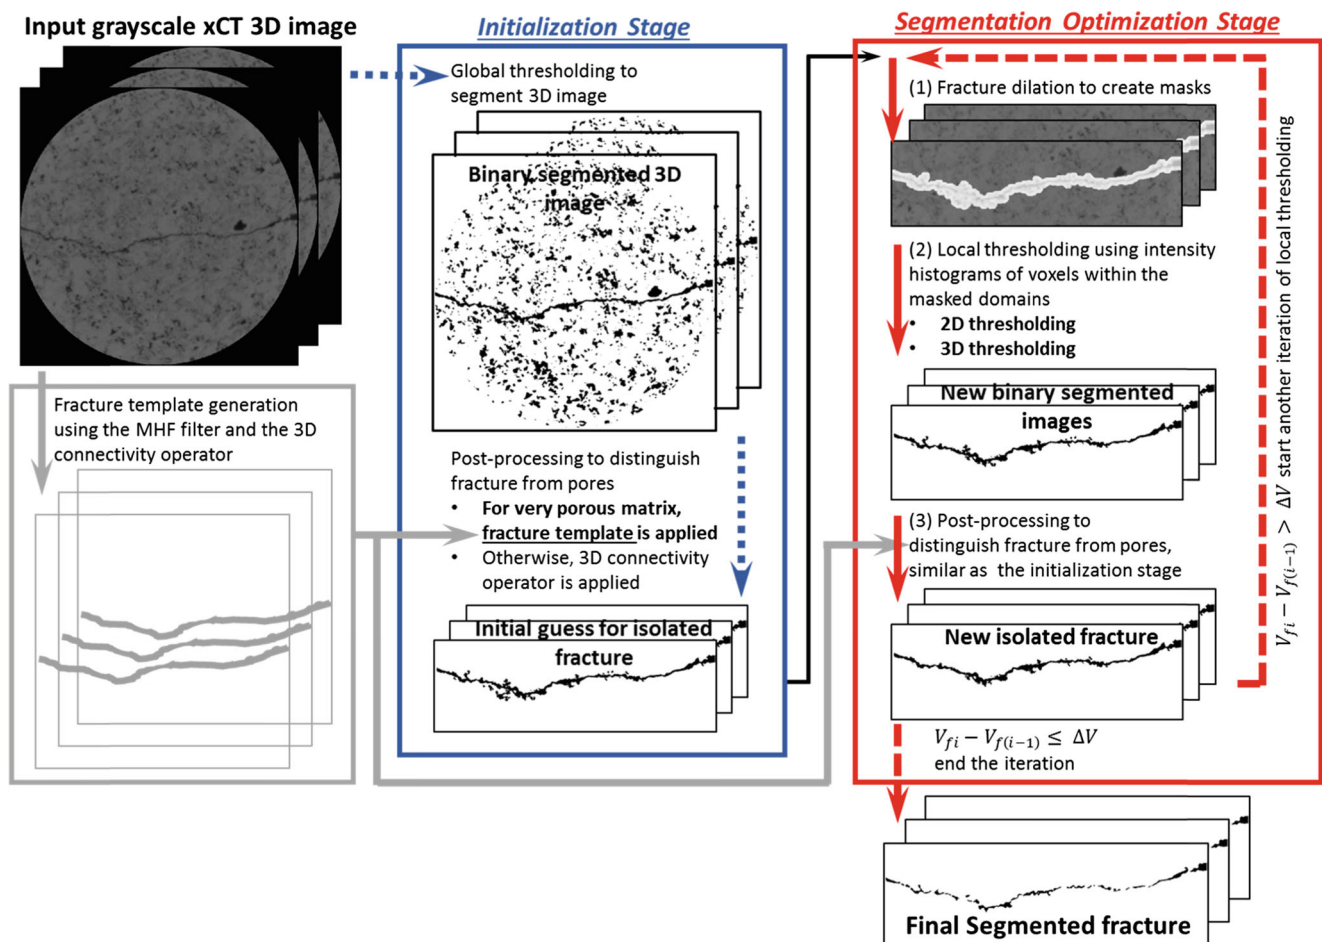 Input grayscale xCT 3D image
Fracture template generation
using the MHF filter and the 3D
connectivity operator
Initialization Stage
Global thresholding to
segment 3D image
Binary segmented 3D
image
Post-processing to distinguish
fracture from pores
• For very porous matrix,
fracture template is applied
• Otherwise, 3D connectivity
operator is applied
Initial guess for isolated
fracture
Segmentation Optimization Stage
(1) Fracture dilation to create masks
(2) Local thresholding using intensity
histograms of voxels within the
masked domains
• 2D thresholding
• 3D thresholding
New binary segmented
images
(3) Post-processing to
distinguish fracture from pores,
similar as the initialization stage
New isolated fracture
V_{fi} − V_{f(i−1)} > ΔV start another iteration of local thresholding
V_{fi} − V_{f(i−1)} ≤ ΔV
end the iteration
Final Segmented fracture